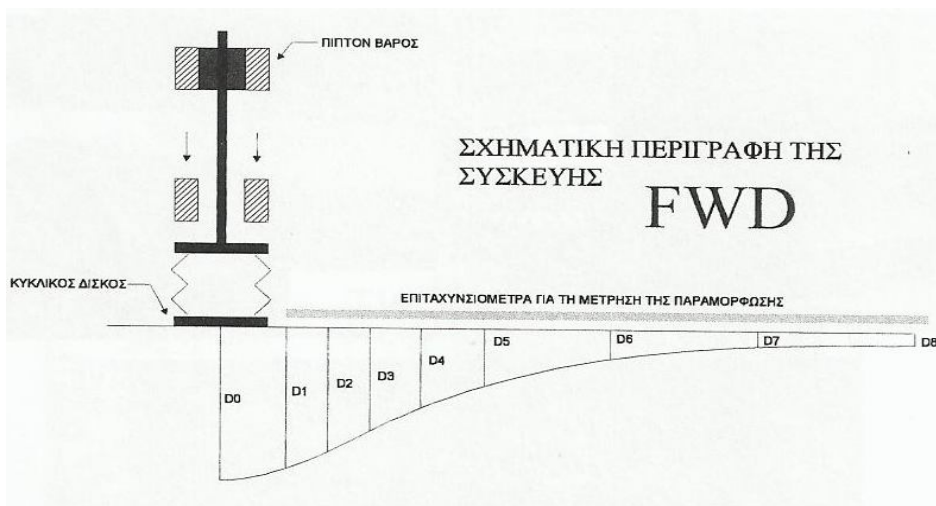 ΠΙΠΤΟΝ ΒΑΡΟΣ
ΣΧΗΜΑΤΙΚΗ ΠΕΡΙΓΡΑΦΗ ΤΗΣ
ΣΥΣΚΕΥΗΣ
FWD
ΚΥΚΛΙΚΟΣ ΔΙΣΚΟΣ
ΕΠΙΤΑΧΥΝΣΙΟΜΕΤΡΑ ΓΙΑ ΤΗ ΜΕΤΡΗΣΗ ΤΗΣ ΠΑΡΑΜΟΡΦΩΣΗΣ
D0
D1
D2
D3
D4
D5
D6
D7
D8